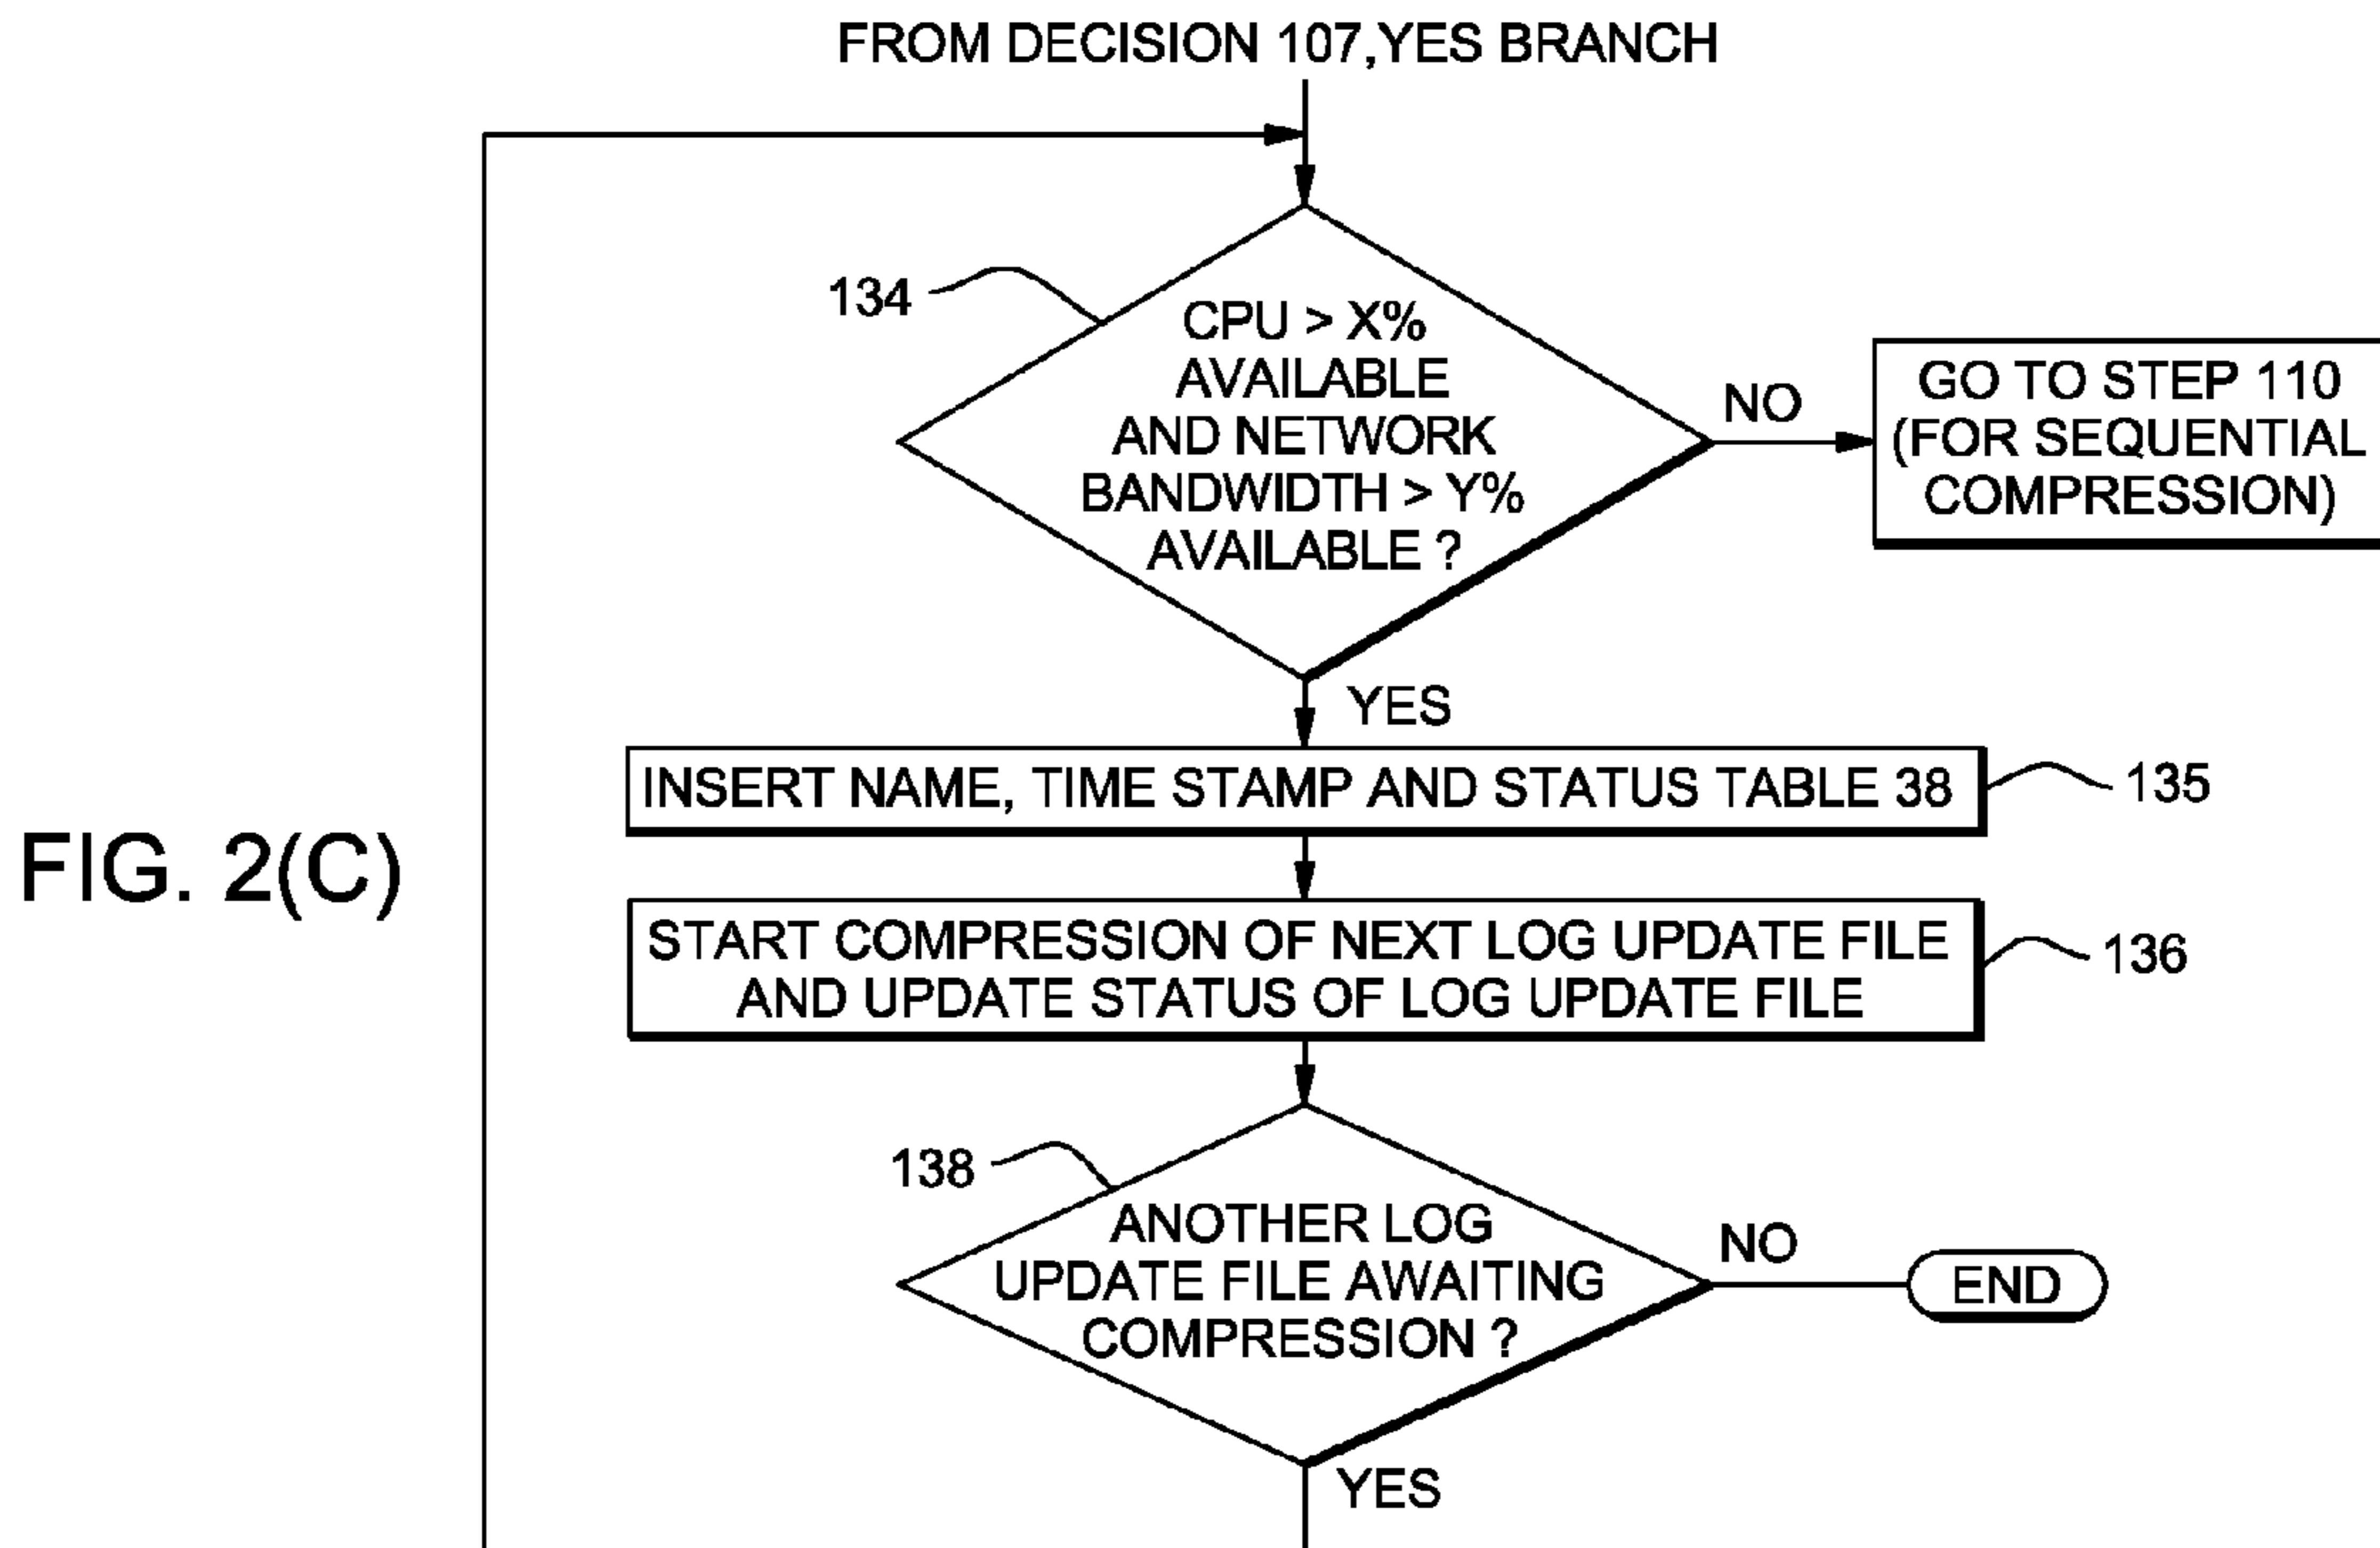 FROM DECISION 107,YES BRANCH
134
CPU > X%
AVAILABLE
AND NETWORK
BANDWIDTH > Y%
AVAILABLE ?
NO
GO TO STEP 110
(FOR SEQUENTIAL
COMPRESSION)
YES
INSERT NAME, TIME STAMP AND STATUS TABLE 38
135
FIG. 2(C)
START COMPRESSION OF NEXT LOG UPDATE FILE
AND UPDATE STATUS OF LOG UPDATE FILE
136
138
ANOTHER LOG
UPDATE FILE AWAITING
COMPRESSION ?
NO
END
YES